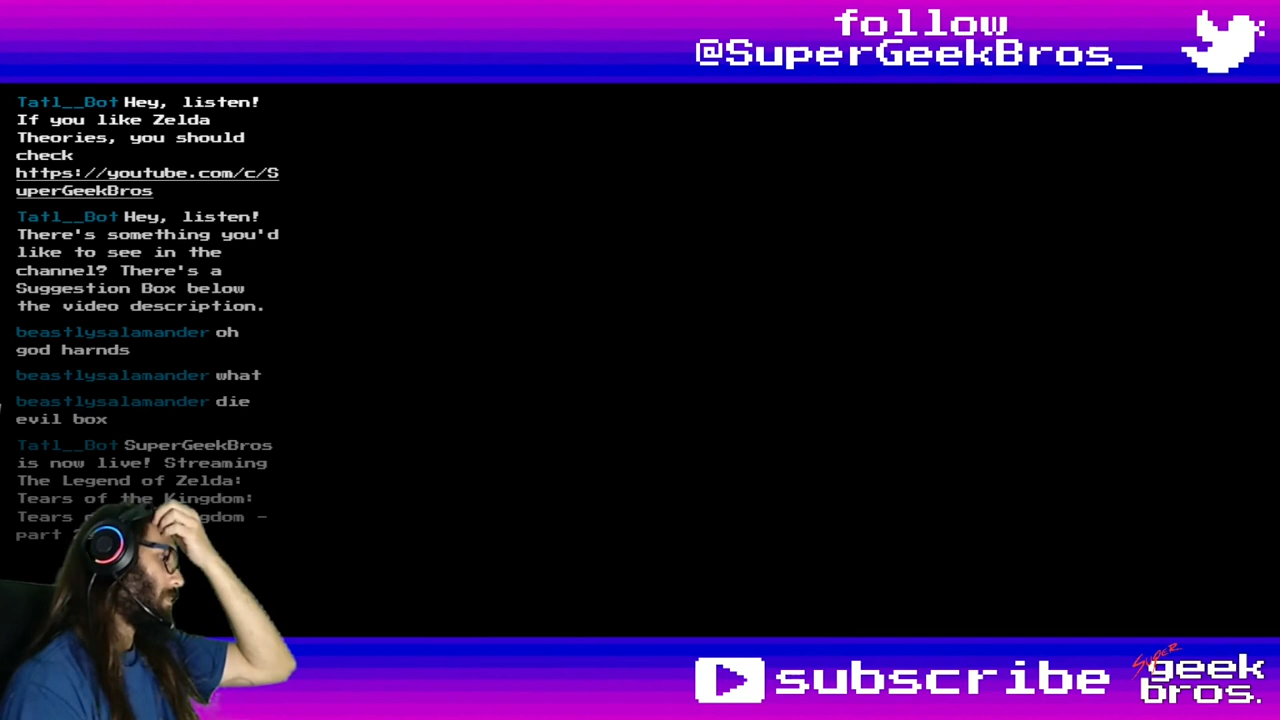 follow
@SuperGeekBros_
Tatl__Bot Hey, listen!
If you like Zelda
Theories, you should
check
https://youtube.com/c/S
uperGeekBros
Tatl__Bot Hey, listen!
There's something you'd
like to see in the
channel? There's a
Suggestion Box below
the video description.
beastlysalamander oh
god harnds
beastlysalamander what
beastlysalamander die
evil box
Tatl__Bot SuperGeekBros
is now live! Streaming
The Legend of Zelda:
Tears of the Kingdom:
Tears gdom -
part
subscribe
SUPER
geek
bros.